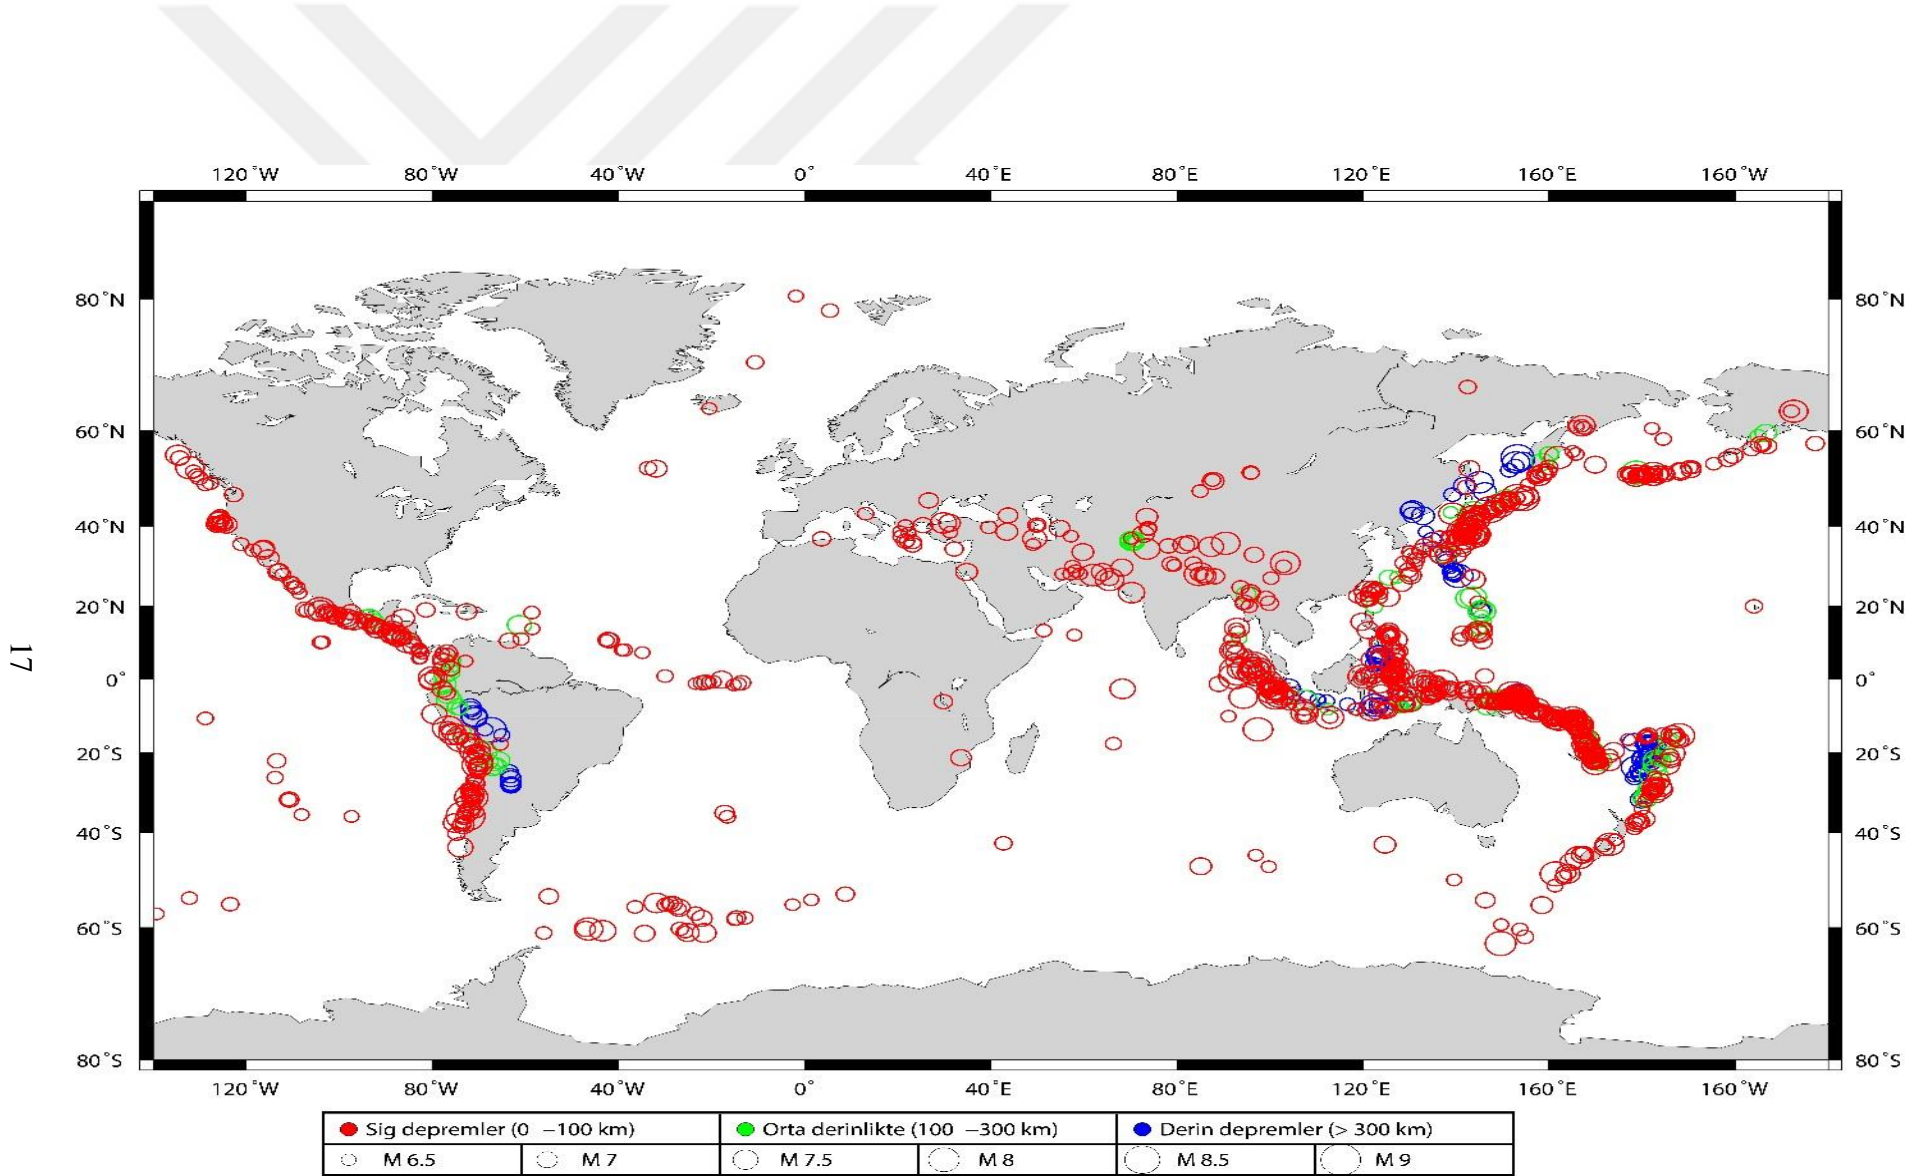 120°W 80°W 40°W 0° 40°E 80°E 120°E 160°E 160°W
80°N 80°N
60°N 60°N
40°N 40°N
20°N 20°N
0° 0°
20°S 20°S
40°S 40°S
60°S 60°S
80°S 80°S
120°W 80°W 40°W 0° 40°E 80°E 120°E 160°E 160°W
Sig depremler (0 –100 km) Orta derinlikte (100 –300 km) Derin depremler (> 300 km)
M 6.5 M 7 M 7.5 M 8 M 8.5 M 9
17